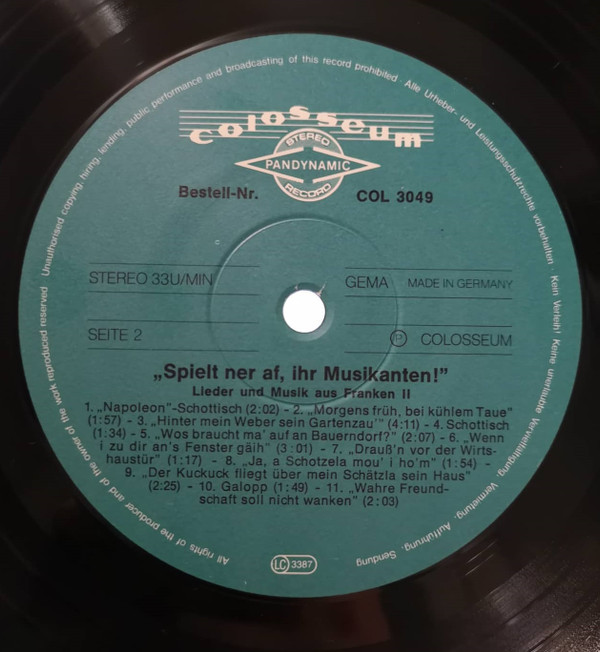 Unauthorised copying, hiring, lending, public performance and broadcasting of this record prohibited · Alle Urheber- und Leistungsschutzrechte vorbehalten · Kein Verleih! · Keine unerlaubte Vervielfältigung, Vermietung, Aufführung, Sendung
colosseum
STEREO
PANDYNAMIC
RECORD
Bestell-Nr. COL 3049
STEREO 33U/MIN GEMA MADE IN GERMANY
SEITE 2 Ⓟ COLOSSEUM
„Spielt ner af, ihr Musikanten!”
Lieder und Musik aus Franken II
1. „Napoleon”-Schottisch (2:02) - 2. „Morgens früh, bei kühlem Taue”
(1:57) - 3. „Hinter mein Weber sein Gartenzau'” (4:11) - 4. Schottisch
(1:34) - 5. „Wos braucht ma' auf an Bauerndorf?” (2:07) - 6. „Wenn
i zu dir an's Fenster gäih” (3:01) - 7. „Drauß'n vor der Wirts-
haustür” (1:17) - 8. „Ja, a Schotzela mou' i ho'm” (1:54) -
9. „Der Kuckuck fliegt über mein Schätzla sein Haus”
(2:25) - 10. Galopp (1:49) - 11. „Wahre Freund-
schaft soll nicht wanken” (2:03)
LC 3387
All rights of the producer and of the owner of the work reproduced reserved